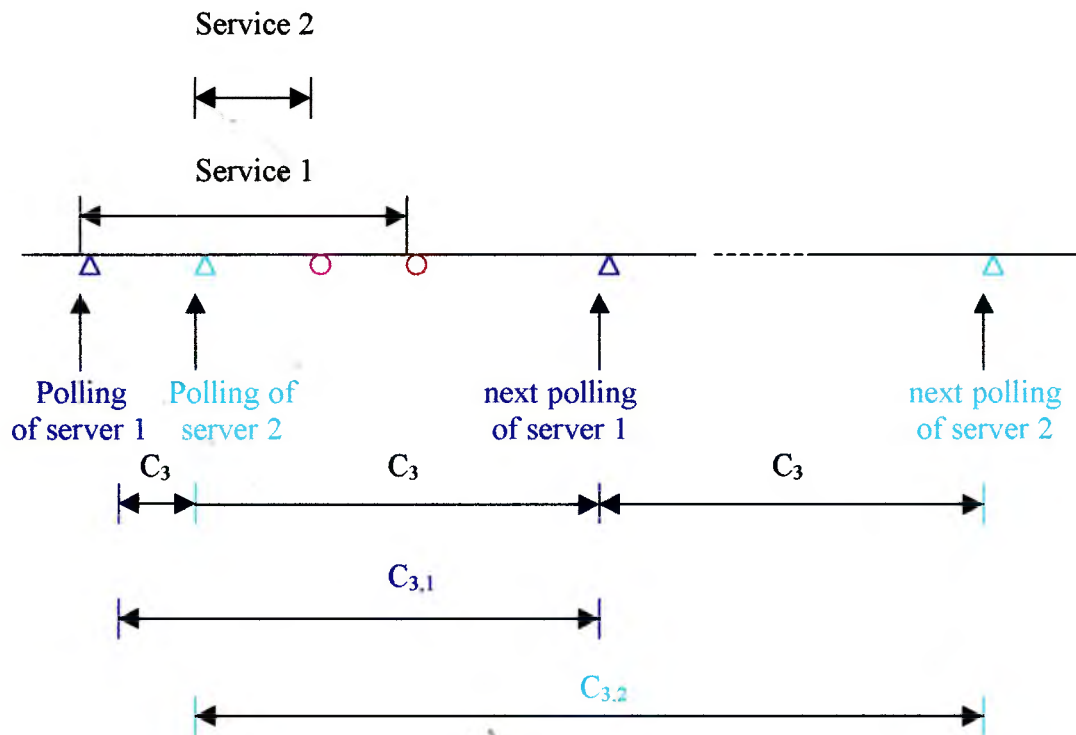 Service 2
Service 1
Polling
of server 1
Polling of
server 2
next polling
of server 1
next polling
of server 2
C₃
C₃
C₃
C₃,₁
C₃,₂